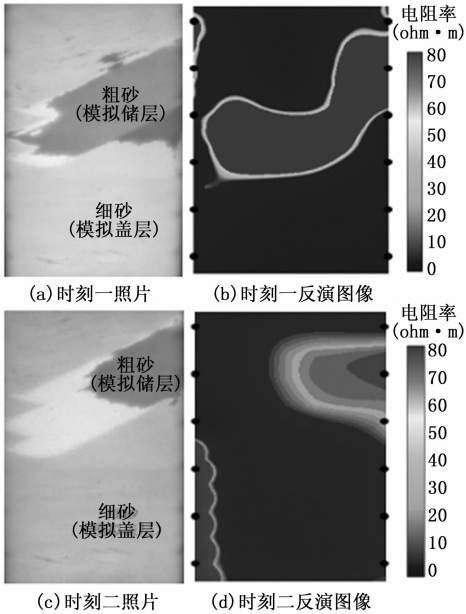 电阻率
(ohm·m)
粗砂
(模拟储层)
细砂
(模拟盖层)
80
70
60
50
40
30
20
10
0
(a)时刻一照片
(b)时刻一反演图像
电阻率
(ohm·m)
粗砂
(模拟储层)
细砂
(模拟盖层)
80
70
60
50
40
30
20
10
0
(c)时刻二照片
(d)时刻二反演图像